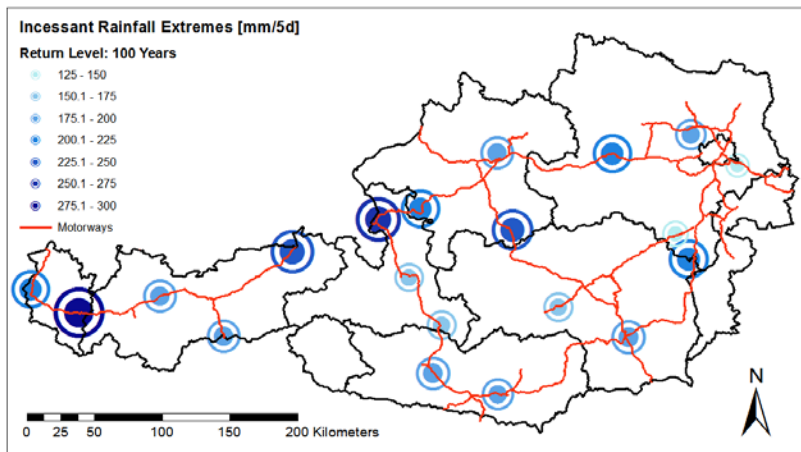 Incessant Rainfall Extremes [mm/5d]
Return Level: 100 Years
125 - 150
150.1 - 175
175.1 - 200
200.1 - 225
225.1 - 250
250.1 - 275
275.1 - 300
Motorways
N
0 25 50 100 150 200 Kilometers